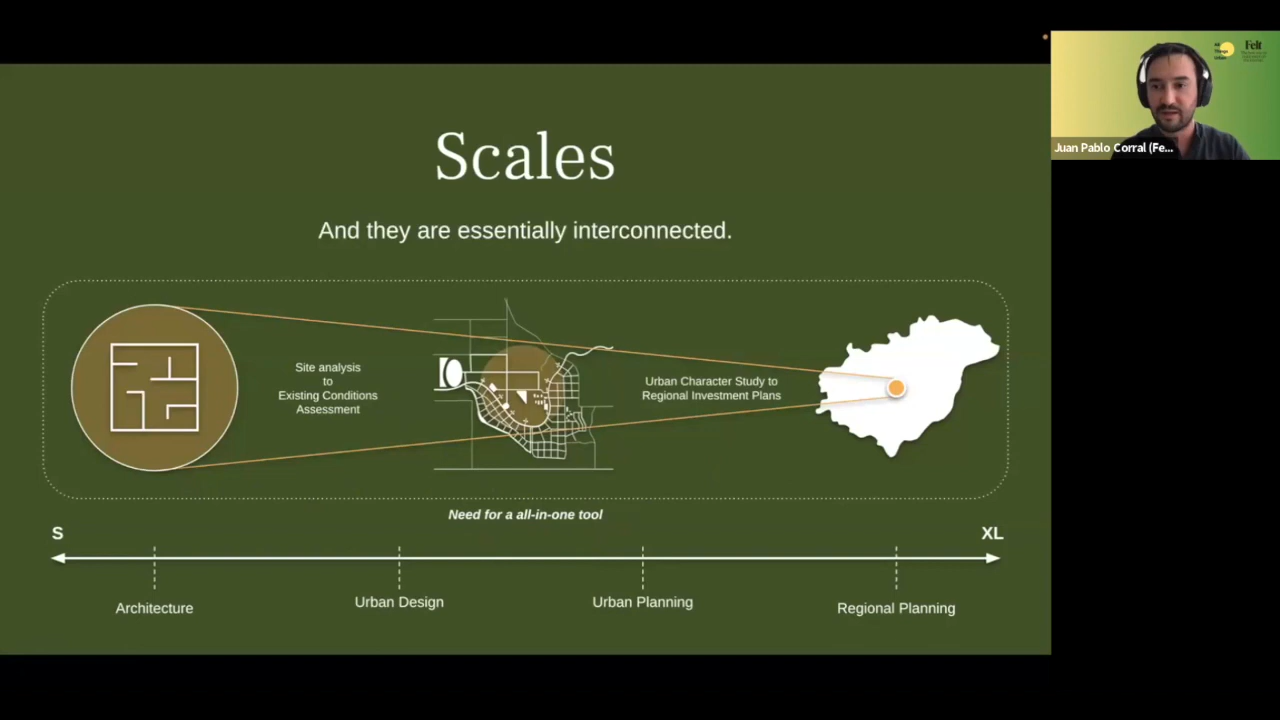 Scales
And they are essentially interconnected.
Site analysis
to
Existing Conditions
Assessment
Urban Character Study to
Regional Investment Plans
Need for a all-in-one tool
S
XL
Architecture
Urban Design
Urban Planning
Regional Planning
Felt
Juan Pablo Corral (Fe...